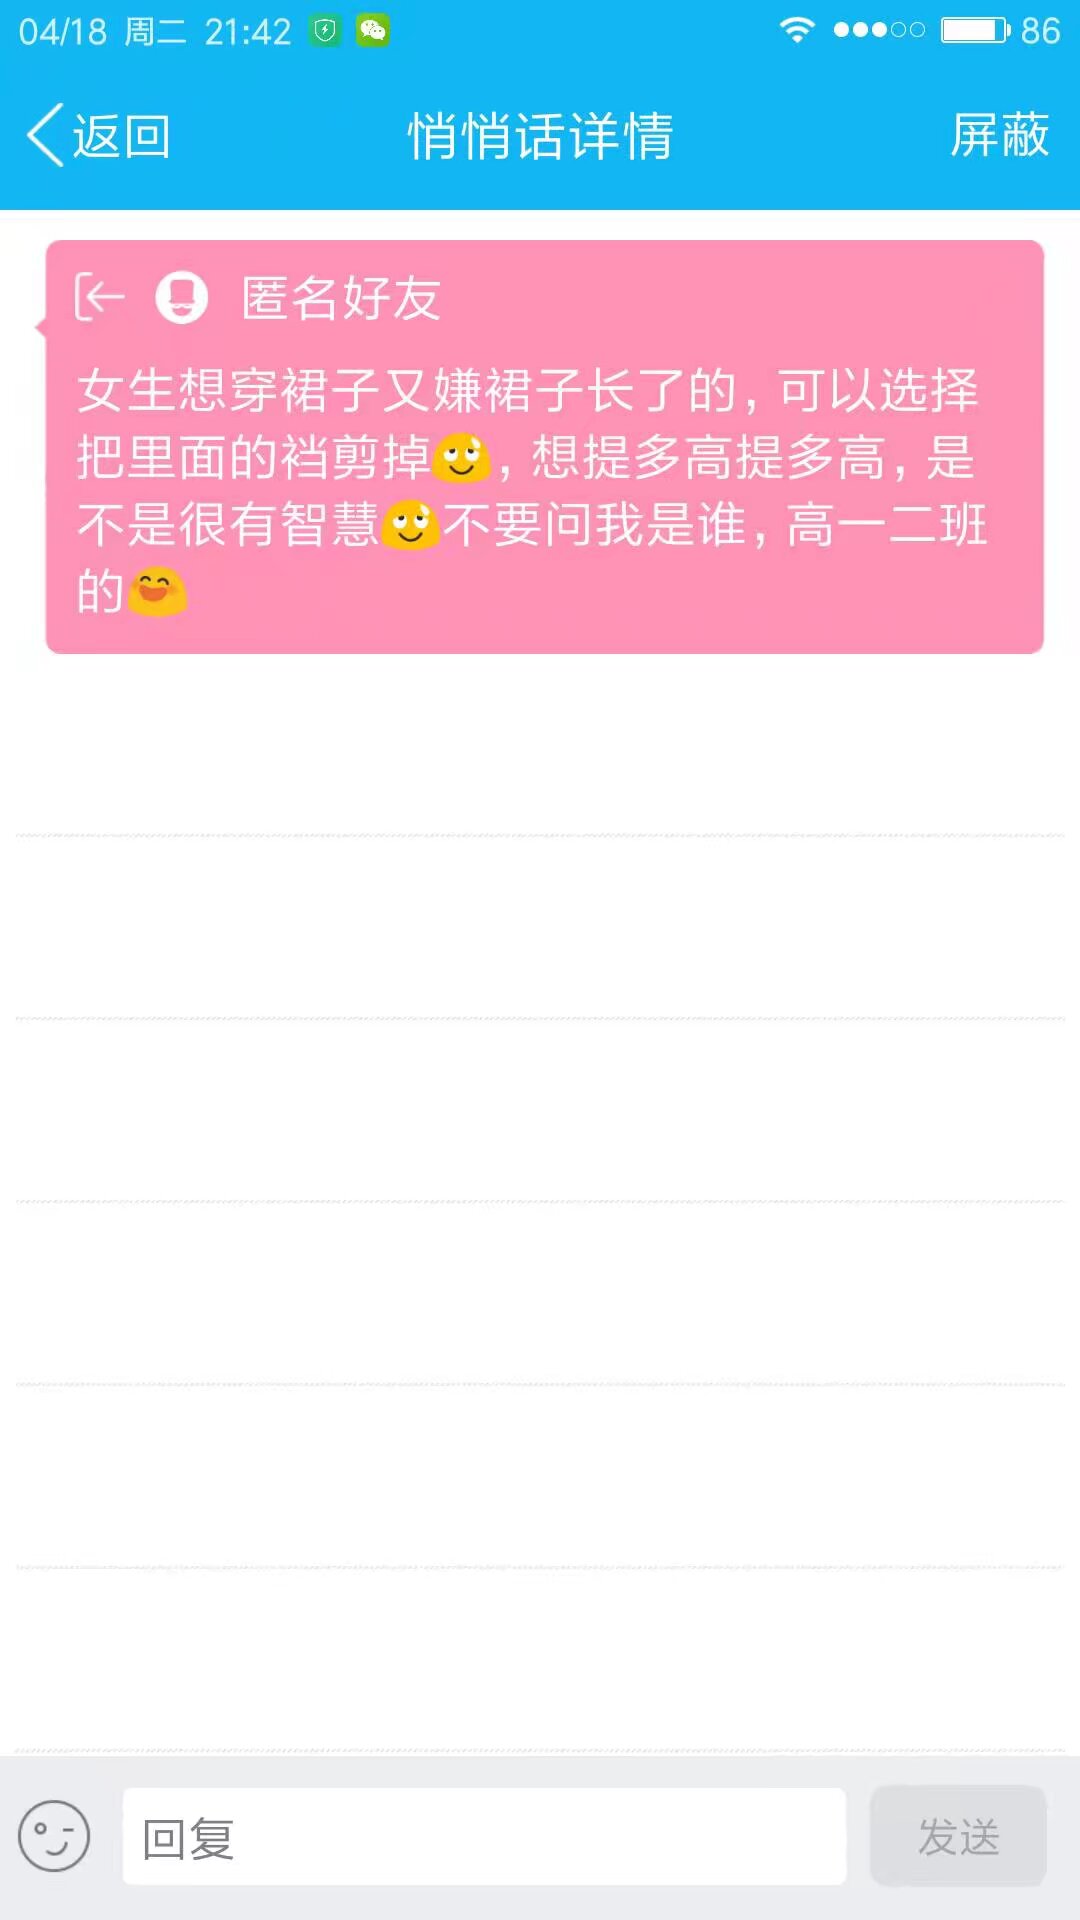 04/18 周二 21:42 86
返回 悄悄话详情 屏蔽
匿名好友
女生想穿裙子又嫌裙子长了的，可以选择
把里面的裆剪掉😌，想提多高提多高，是
不是很有智慧😌不要问我是谁，高一二班
的😄
回复 发送